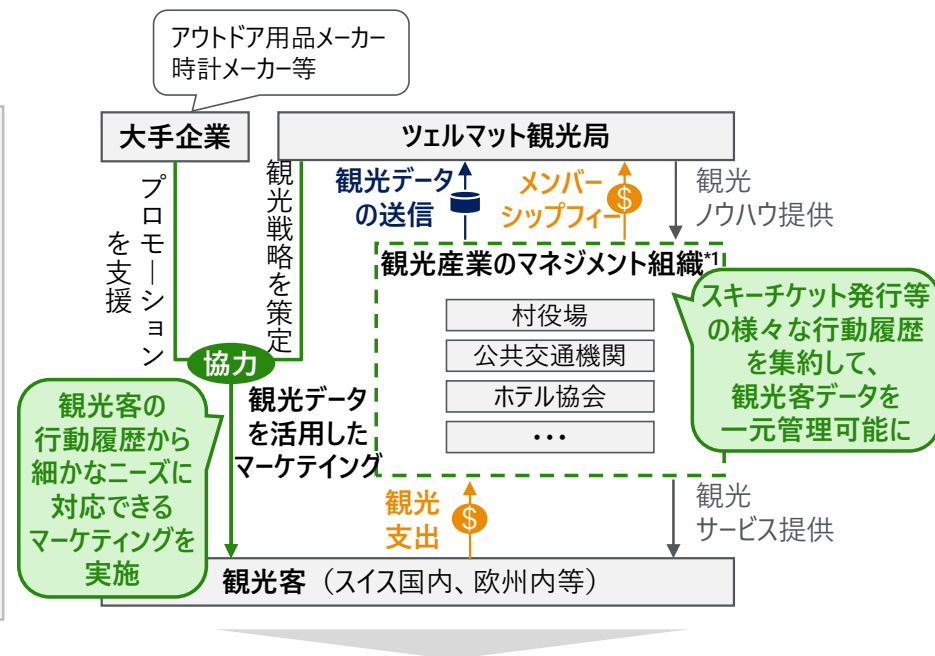 アウトドア用品メーカー
時計メーカー等
大手企業
ツェルマット観光局
プロモーション
を支援
観光戦略を策定
観光データ
の送信
メンバー
シップフィー
$
観光
ノウハウ提供
観光産業のマネジメント組織*1
村役場
公共交通機関
ホテル協会
・・・
スキーチケット発行等
の様々な行動履歴
を集約して、
観光客データを
一元管理可能に
協力
観光データ
を活用した
マーケテイング
観光客の
行動履歴から
細かなニーズに
対応できる
マーケティングを
実施
観光
支出
$
観光
サービス提供
観光客（スイス国内、欧州内等）